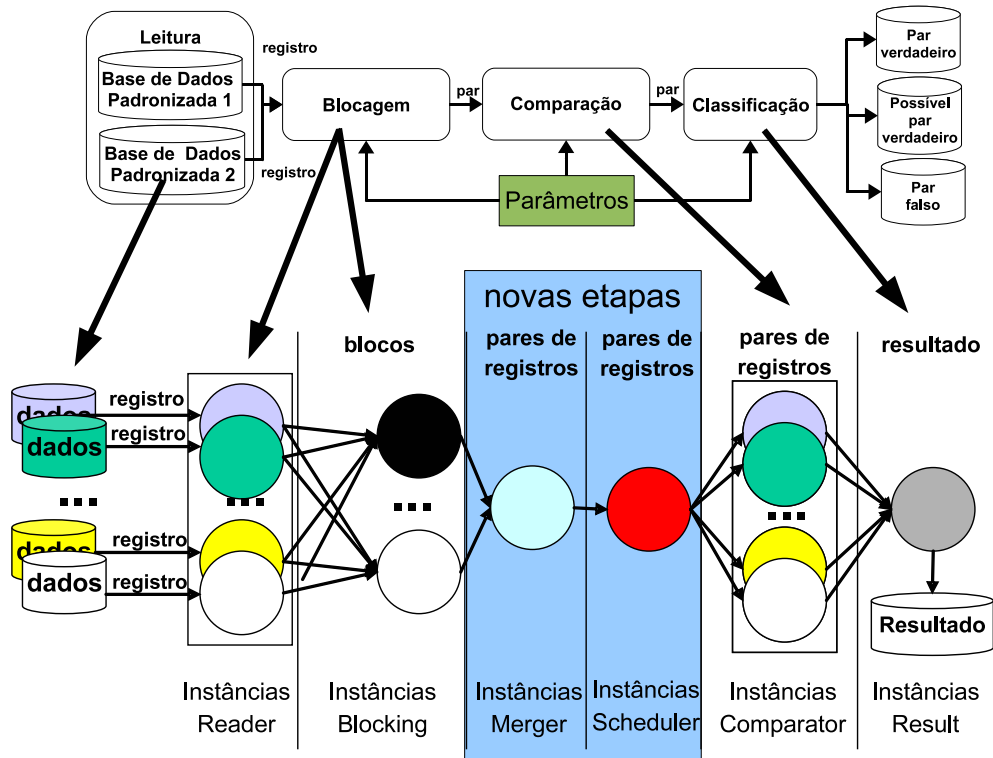 Leitura
registro
Base de Dados
Padronizada 1
Base de Dados
Padronizada 2
registro
Blocagem
par
Comparação
par
Classificação
Par
verdadeiro
Possível
par
verdadeiro
Par
falso
Parâmetros
novas etapas
blocos
pares de
registros
pares de
registros
pares de
registros
resultado
dados
registro
dados
registro
dados
registro
dados
registro
Resultado
Instâncias
Reader
Instâncias
Blocking
Instâncias
Merger
Instâncias
Scheduler
Instâncias
Comparator
Instâncias
Result